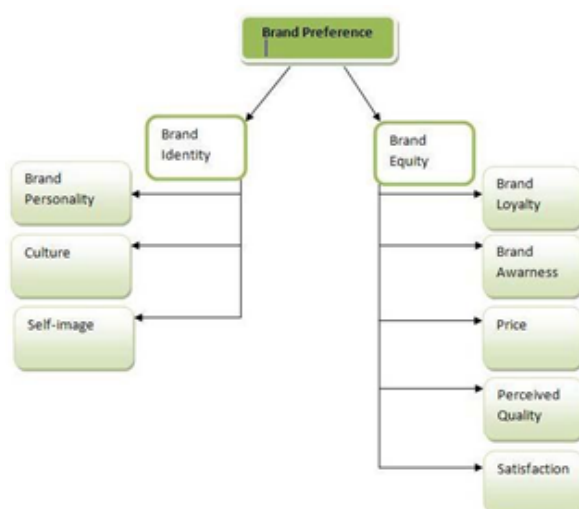 Brand Preference
Brand
Identity
Brand
Equity
Brand
Personality
Culture
Self-image
Brand
Loyalty
Brand
Awarness
Price
Perceived
Quality
Satisfaction